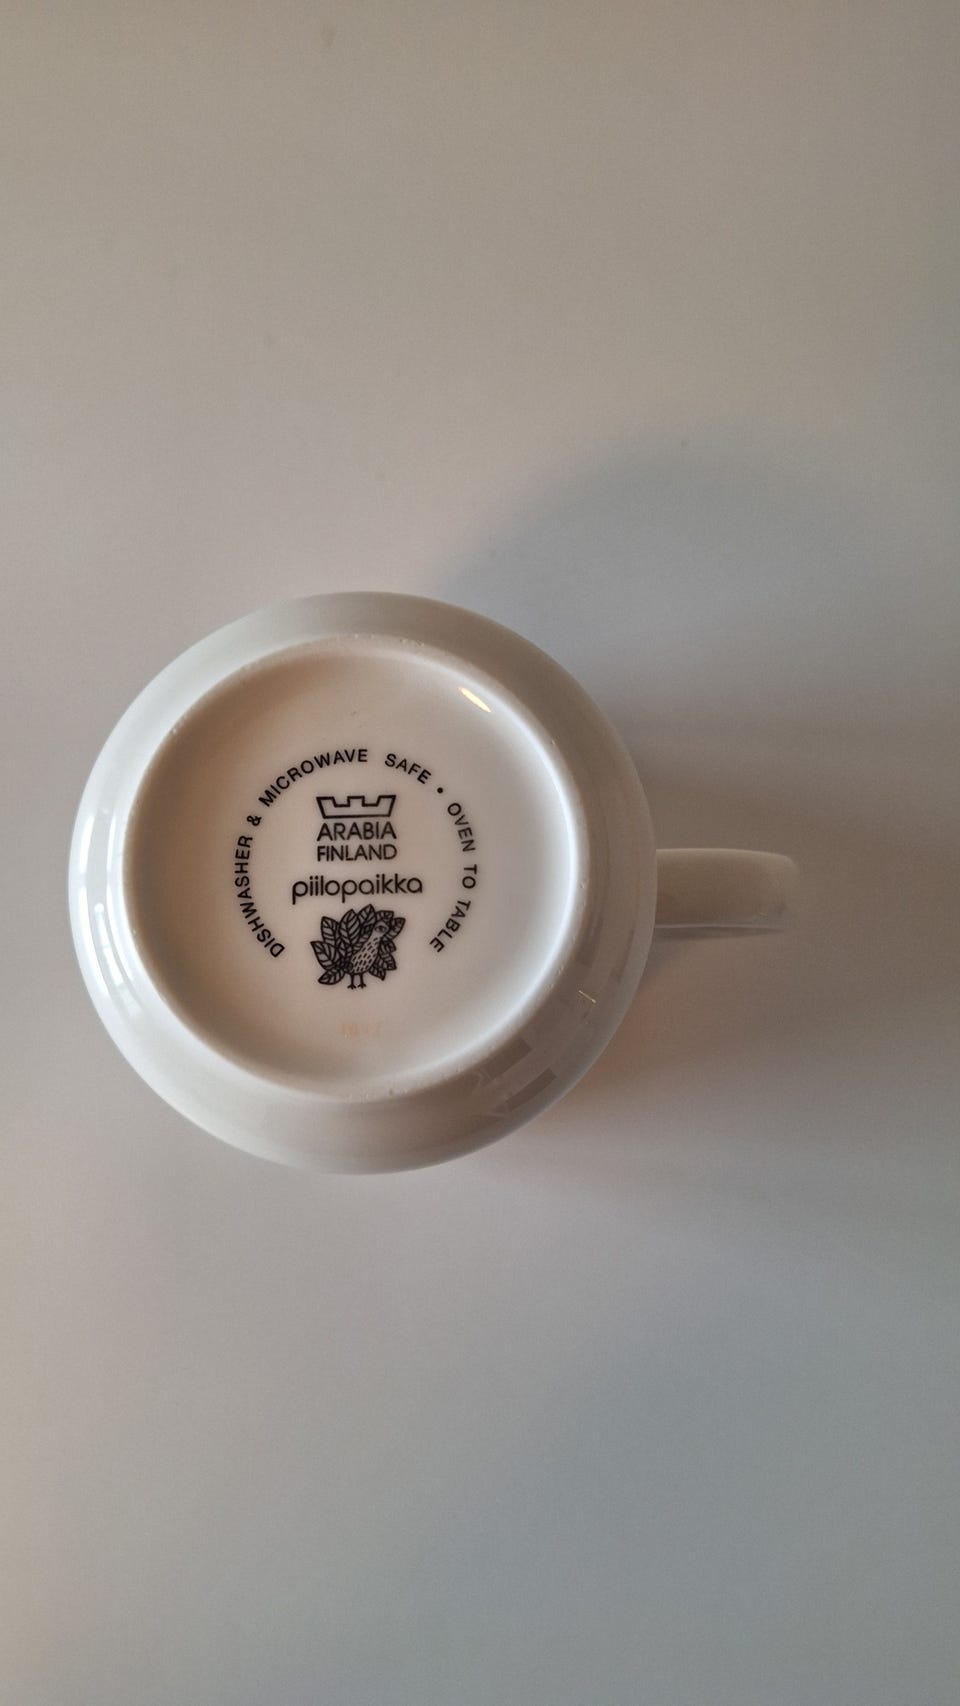 DISHWASHER & MICROWAVE SAFE • OVEN TO TABLE
ARABIA
FINLAND
piilopaikka